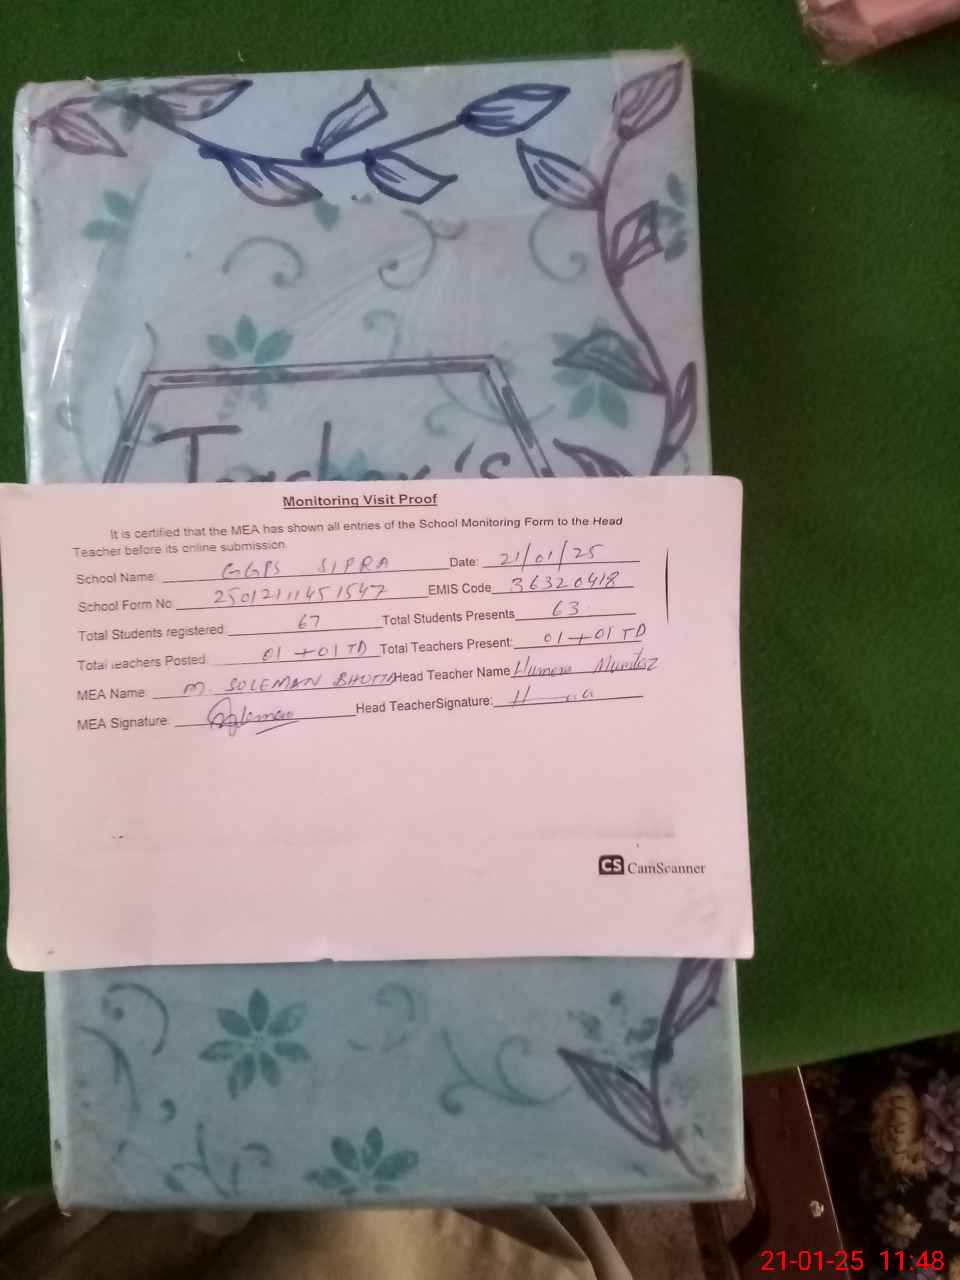 Teacher's
Monitoring Visit Proof
It is certified that the MEA has shown all entries of the School Monitoring Form to the Head
Teacher before its online submission.
School Name: GGPS SIPRA Date: 21/01/25
School Form No: 2501211451547 EMIS Code 36320418
Total Students registered: 67 Total Students Presents 63
Total Teachers Posted 01 + 01 TD Total Teachers Present: 01 + 01 TD
MEA Name: M. SULEMAN BHUTTA Head Teacher Name Humera Mumtaz
MEA Signature: Head TeacherSignature:
CS CamScanner
21-01-25 11:48